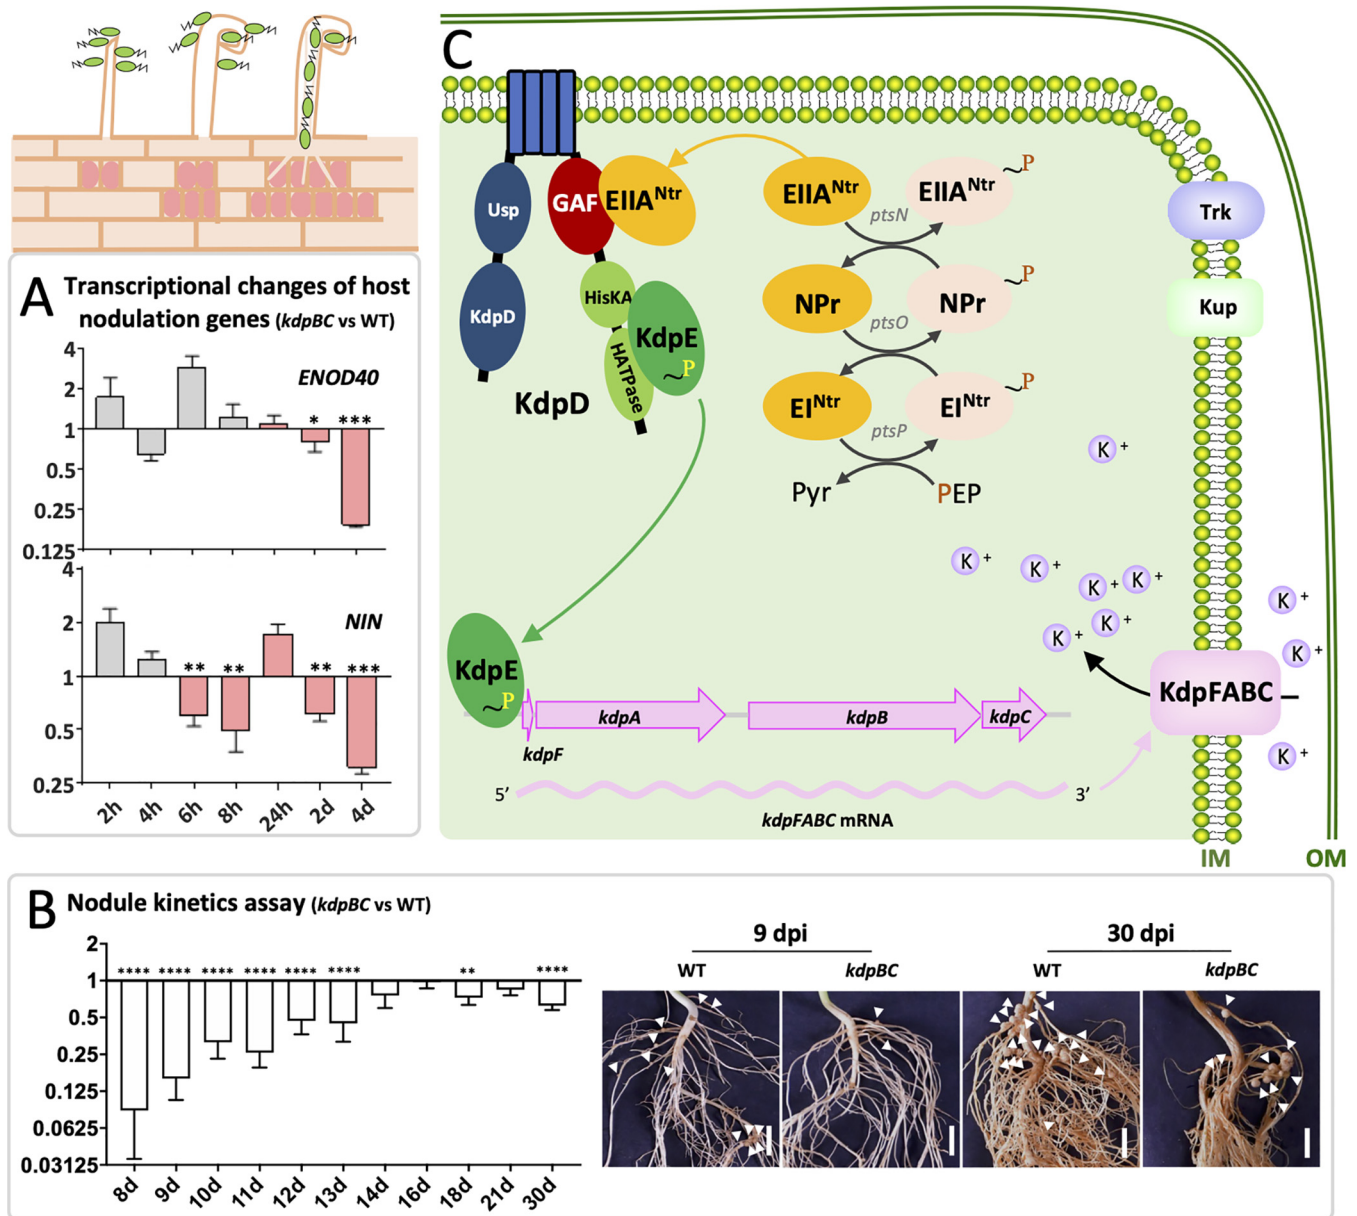 A
Transcriptional changes of host
nodulation genes (kdpBC vs WT)
4
2
1
0.5
0.25
0.125
ENOD40
* ***
4
2
1
0.5
0.25
NIN
** ** ** ***
2h 4h 6h 8h 24h 2d 4d
C
Usp
KdpD
GAF
EIIANtr
HisKA
HATPase
KdpE
~P
KdpD
EIIANtr
ptsN
EIIANtr
~P
NPr
ptsO
NPr
~P
EINtr
ptsP
EINtr
~P
Pyr
PEP
Trk
Kup
K+
K+
K+
K+
K+
K+
K+
K+
K+
K+
KdpFABC
KdpE
~P
kdpF
kdpA
kdpB
kdpC
5’
3’
kdpFABC mRNA
IM
OM
B
Nodule kinetics assay (kdpBC vs WT)
2
1
0.5
0.25
0.125
0.0625
0.03125
**** **** **** **** **** **** ** ****
8d 9d 10d 11d 12d 13d 14d 16d 18d 21d 30d
9 dpi
WT kdpBC
30 dpi
WT kdpBC